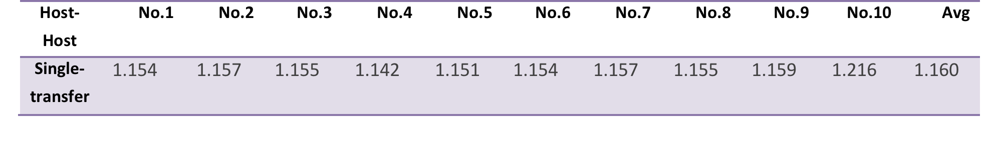 Host-
Host No.1 No.2 No.3 No.4 No.5 No.6 No.7 No.8 No.9 No.10 Avg
Single-
transfer 1.154 1.157 1.155 1.142 1.151 1.154 1.157 1.155 1.159 1.216 1.160